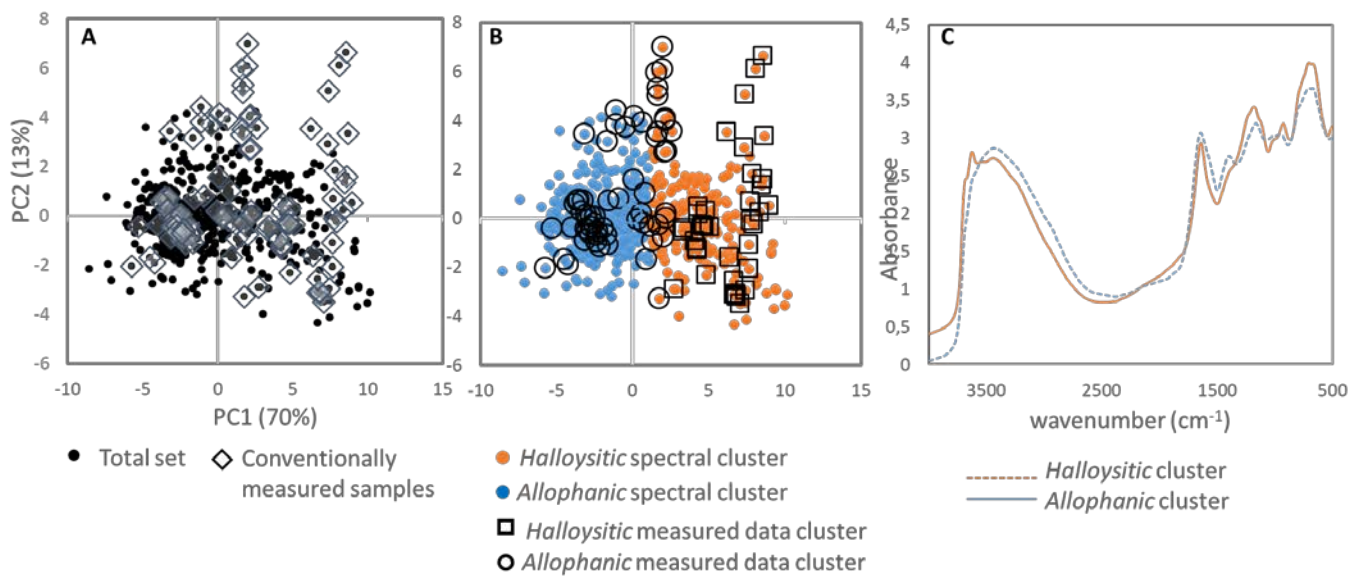 A
8
6
4
2
0
-2
-4
-6
-10
-5
0
5
10
15
PC2 (13%)
PC1 (70%)
B
8
6
4
2
0
-2
-4
-6
-10
-5
0
5
10
15
C
4,5
4
3,5
3
2,5
2
1,5
1
0,5
0
Absorbance
3500
2500
1500
500
wavenumber (cm-1)
Total set
Conventionally
measured samples
Halloysitic spectral cluster
Allophanic spectral cluster
Halloysitic measured data cluster
Allophanic measured data cluster
Halloysitic cluster
Allophanic cluster